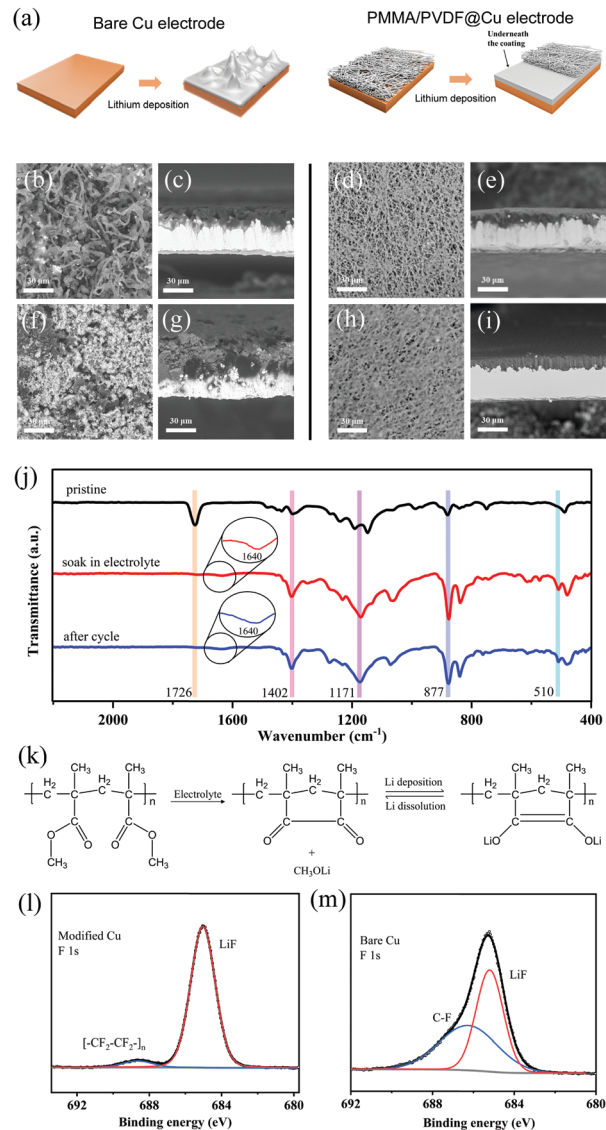 (a)
Bare Cu electrode
PMMA/PVDF@Cu electrode
Underneath
the coating
Lithium deposition
Lithium deposition
(b)
30 μm
(c)
30 μm
(d)
30 μm
(e)
30 μm
(f)
30 μm
(g)
30 μm
(h)
30 μm
(i)
30 μm
(j)
Transmittance (a.u.)
pristine
soak in electrolyte
1640
after cycle
1640
1726
1402
1171
877
510
2000
1600
1200
800
400
Wavenumber (cm-1)
(k)
H2
C
CH3
H2
C
CH3
n
O
O
O
O
CH3
CH3
Electrolyte
H2
C
CH3
H2
C
CH3
n
O
O
+
CH3OLi
Li deposition
Li dissolution
H2
C
CH3
H2
C
CH3
n
LiO
OLi
(l)
Modified Cu
F 1s
LiF
[-CF2-CF2-]n
692
688
684
680
Binding energy (eV)
(m)
Bare Cu
F 1s
LiF
C-F
692
688
684
680
Binding energy (eV)